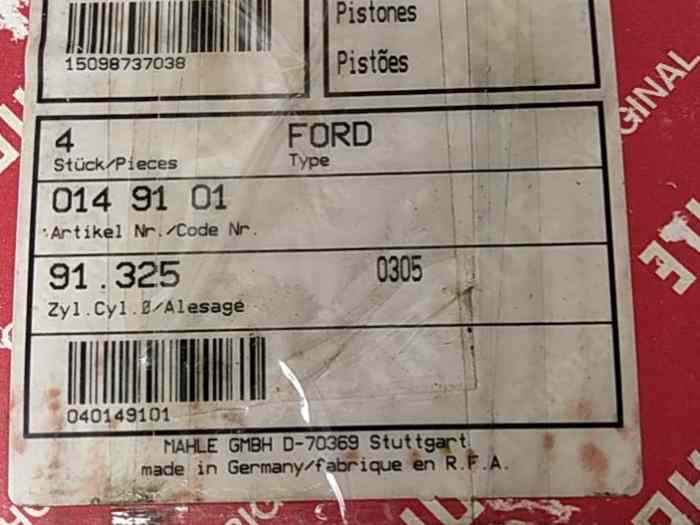 15098737038
Pistones
Pistões
4 FORD
Stück/Pieces Type
014 91 01
Artikel Nr./Code Nr.
91.325 0305
Zyl.Cyl.Ø/Alesage
040149101
MAHLE GMBH D-70369 Stuttgart
made in Germany/fabrique en R.F.A.